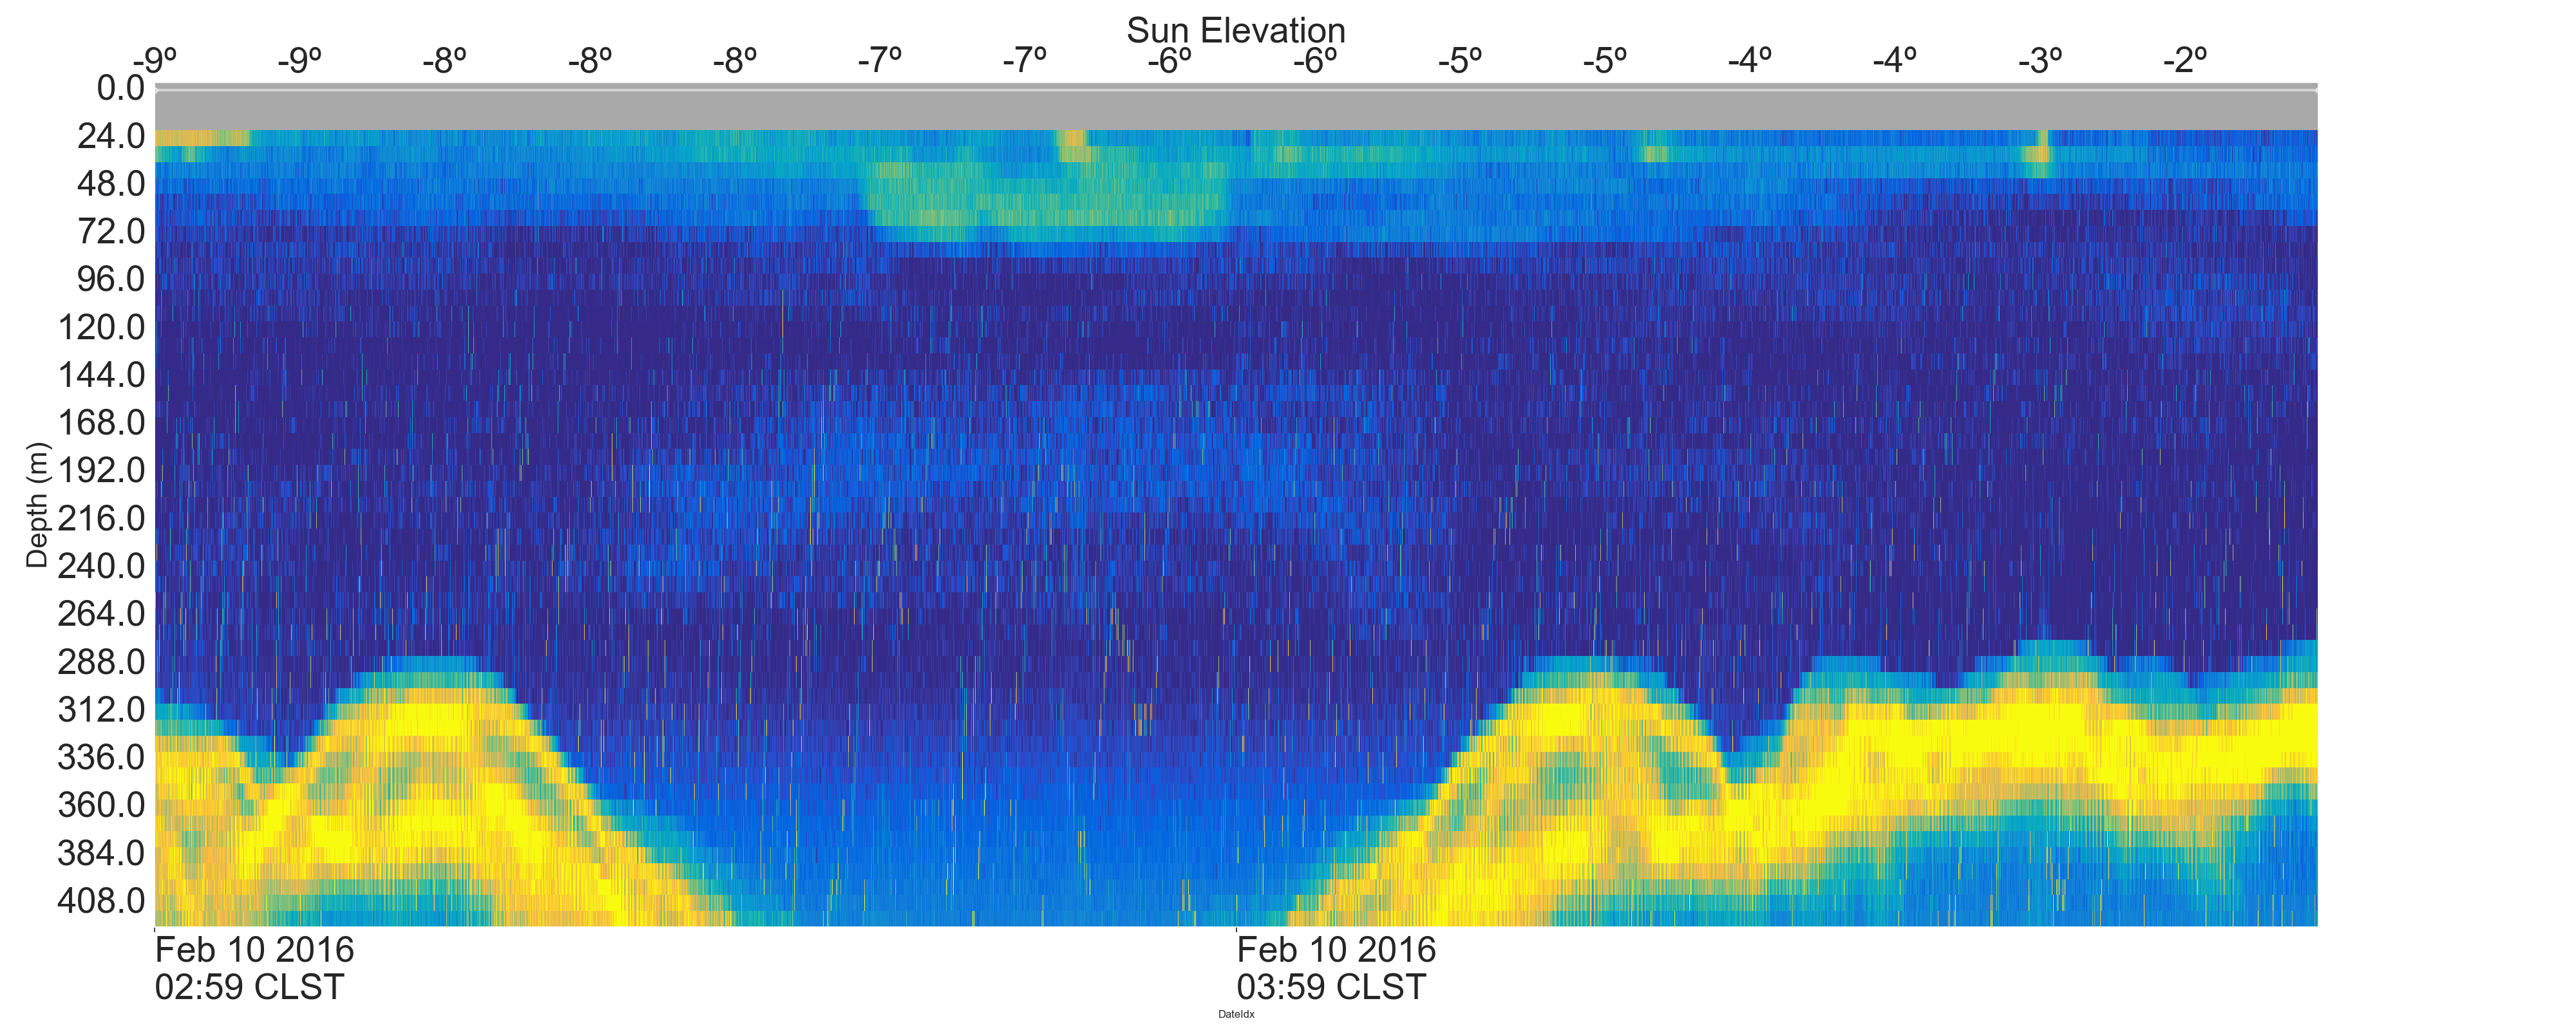 Sun Elevation
-9º -9º -8º -8º -8º -7º -7º -6º -6º -5º -5º -4º -4º -3º -2º
0.0
24.0
48.0
72.0
96.0
120.0
144.0
168.0
192.0
216.0
240.0
264.0
288.0
312.0
336.0
360.0
384.0
408.0
Depth (m)
Feb 10 2016
02:59 CLST
Feb 10 2016
03:59 CLST
DateIdx